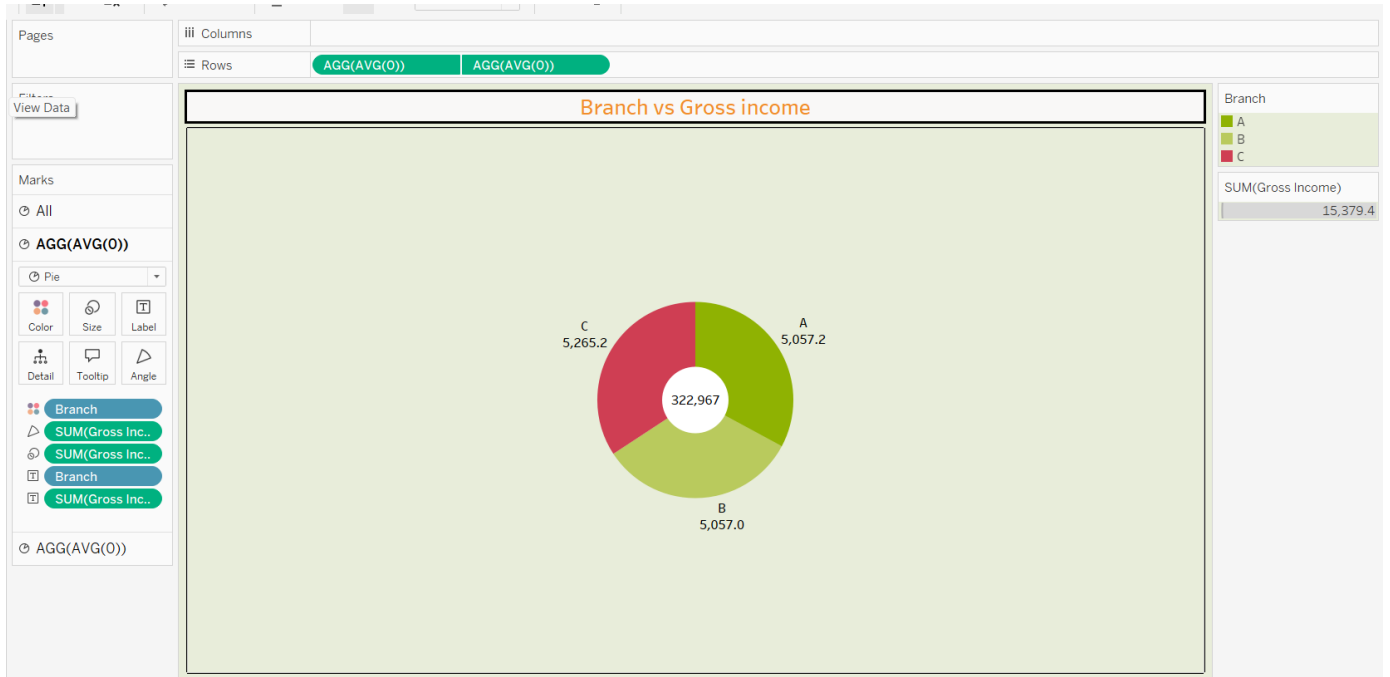 Pages
iii Columns
Rows
AGG(AVG(0)) AGG(AVG(0))
View Data
Marks
All
AGG(AVG(0))
Pie
Color Size Label
Detail Tooltip Angle
Branch
SUM(Gross Inc..
SUM(Gross Inc..
Branch
SUM(Gross Inc..
AGG(AVG(0))
Branch vs Gross income
C
5,265.2
A
5,057.2
322,967
B
5,057.0
Branch
A
B
C
SUM(Gross Income)
15,379.4